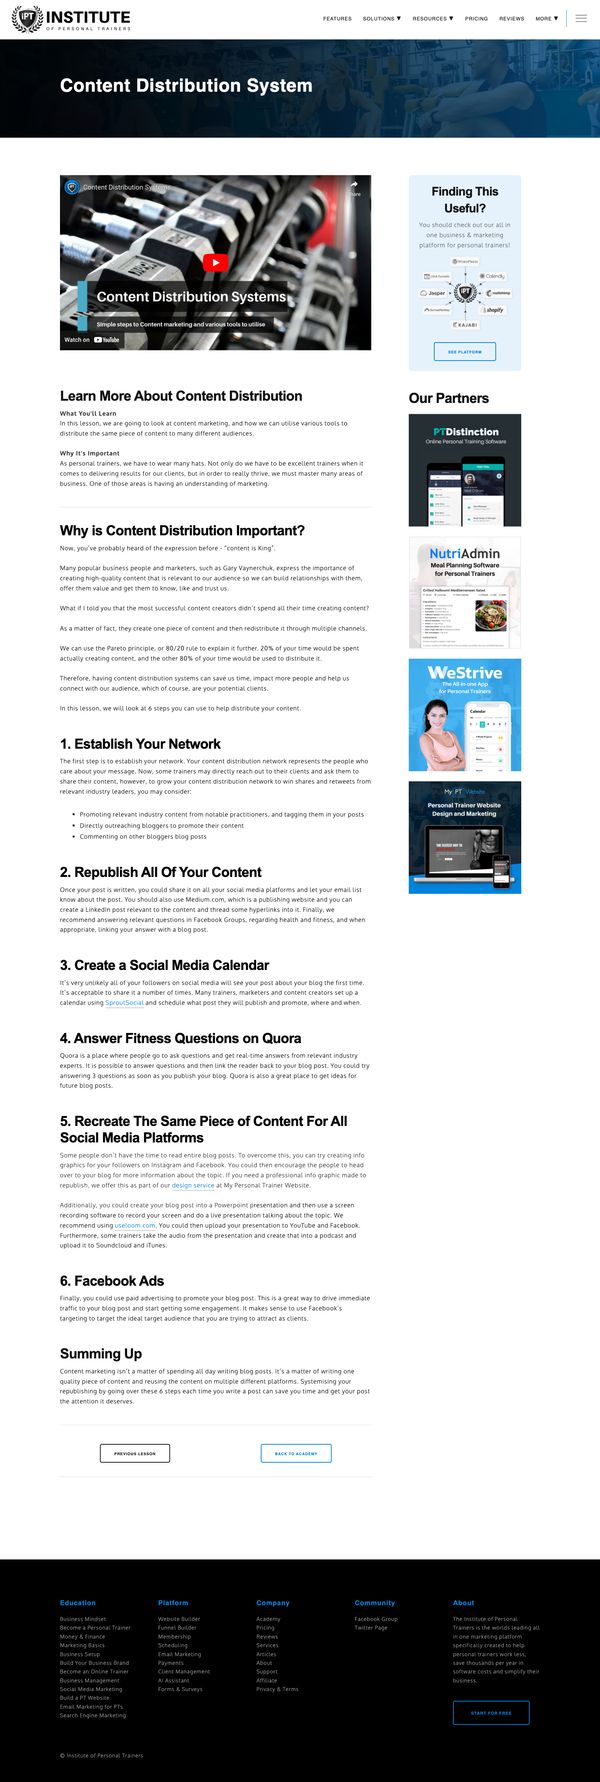 IPT INSTITUTE
OF PERSONAL TRAINERS
FEATURES SOLUTIONS ▼ RESOURCES ▼ PRICING REVIEWS MORE ▼
Content Distribution System
Content Distribution Systems
Share
Content Distribution Systems
Simple steps to Content marketing and various tools to utilise
Watch on YouTube
Finding This
Useful?
You should check out our all in
one business & marketing
platform for personal trainers!
Calendly
Jasper
IPT
mailchimp
shopify
KAJABI
SEE PLATFORM
Our Partners
PTDistinction
Online Personal Training Software
NutriAdmin
Meal Planning Software
for Personal Trainers
Grilled Halloumi Mediterranean Salad
WeStrive
The All-in-one App
for Personal Trainers
Calendar
My PT Website
Personal Trainer Website
Design and Marketing
Learn More About Content Distribution
What You'll Learn
In this lesson, we are going to look at content marketing, and how we can utilise various tools to
distribute the same piece of content to many different audiences.
Why It's Important
As personal trainers, we have to wear many hats. Not only do we have to be excellent trainers when it
comes to delivering results for our clients, but in order to really thrive, we must master many areas of
business. One of those areas is having an understanding of marketing.
Why is Content Distribution Important?
Now, you've probably heard of the expression before - "content is King".
Many popular business people and marketers, such as Gary Vaynerchuk, express the importance of
creating high-quality content that is relevant to our audience so we can build relationships with them,
offer them value and get them to know, like and trust us.
What if I told you that the most successful content creators didn't spend all their time creating content?
As a matter of fact, they create one piece of content and then redistribute it through multiple channels.
We can use the Pareto principle, or 80/20 rule to explain it further. 20% of your time would be spent
actually creating content, and the other 80% of your time would be used to distribute it.
Therefore, having content distribution systems can save us time, impact more people and help us
connect with our audience, which of course, are your potential clients.
In this lesson, we will look at 6 steps you can use to help distribute your content.
1. Establish Your Network
The first step is to establish your network. Your content distribution network represents the people who
care about your message. Now, some trainers may directly reach out to their clients and ask them to
share their content, however, to grow your content distribution network to win shares and retweets from
relevant industry leaders, you may consider:
• Promoting relevant industry content from notable practitioners, and tagging them in your posts
• Directly outreaching bloggers to promote their content
• Commenting on other bloggers blog posts
2. Republish All Of Your Content
Once your post is written, you could share it on all your social media platforms and let your email list
know about the post. You should also use Medium.com, which is a publishing website and you can
create a LinkedIn post relevant to the content and thread some hyperlinks into it. Finally, we
recommend answering relevant questions in Facebook Groups, regarding health and fitness, and when
appropriate, linking your answer with a blog post.
3. Create a Social Media Calendar
It's very unlikely all of your followers on social media will see your post about your blog the first time.
It's acceptable to share it a number of times. Many trainers, marketers and content creators set up a
calendar using SproutSocial and schedule what post they will publish and promote, where and when.
4. Answer Fitness Questions on Quora
Quora is a place where people go to ask questions and get real-time answers from relevant industry
experts. It is possible to answer questions and then link the reader back to your blog post. You could try
answering 3 questions as soon as you publish your blog. Quora is also a great place to get ideas for
future blog posts.
5. Recreate The Same Piece of Content For All
Social Media Platforms
Some people don't have the time to read entire blog posts. To overcome this, you can try creating info
graphics for your followers on Instagram and Facebook. You could then encourage the people to head
over to your blog for more information about the topic. If you need a professional info graphic made to
republish, we offer this as part of our design service at My Personal Trainer Website.
Additionally, you could create your blog post into a Powerpoint presentation and then use a screen
recording software to record your screen and do a live presentation talking about the topic. We
recommend using useloom.com. You could then upload your presentation to YouTube and Facebook.
Furthermore, some trainers take the audio from the presentation and create that into a podcast and
upload it to Soundcloud and iTunes.
6. Facebook Ads
Finally, you could use paid advertising to promote your blog post. This is a great way to drive immediate
traffic to your blog post and start getting some engagement. It makes sense to use Facebook's
targeting to target the ideal target audience that you are trying to attract as clients.
Summing Up
Content marketing isn't a matter of spending all day writing blog posts. It's a matter of writing one
quality piece of content and reusing the content on multiple different platforms. Systemising your
republishing by going over these 6 steps each time you write a post can save you time and get your post
the attention it deserves.
PREVIOUS LESSON
BACK TO ACADEMY
Education
Business Mindset
Become a Personal Trainer
Money & Finance
Marketing Basics
Business Setup
Build Your Business Brand
Become an Online Trainer
Business Management
Social Media Marketing
Build a PT Website
Email Marketing for PTs
Search Engine Marketing
Platform
Website Builder
Funnel Builder
Membership
Scheduling
Email Marketing
Payments
Client Management
AI Assistant
Forms & Surveys
Company
Academy
Pricing
Reviews
Services
Articles
About
Support
Affiliate
Privacy & Terms
Community
Facebook Group
Twitter Page
About
The Institute of Personal
Trainers is the worlds leading all
in one marketing platform
specifically created to help
personal trainers work less,
save thousands per year in
software costs and simplify their
business.
START FOR FREE
© Institute of Personal Trainers